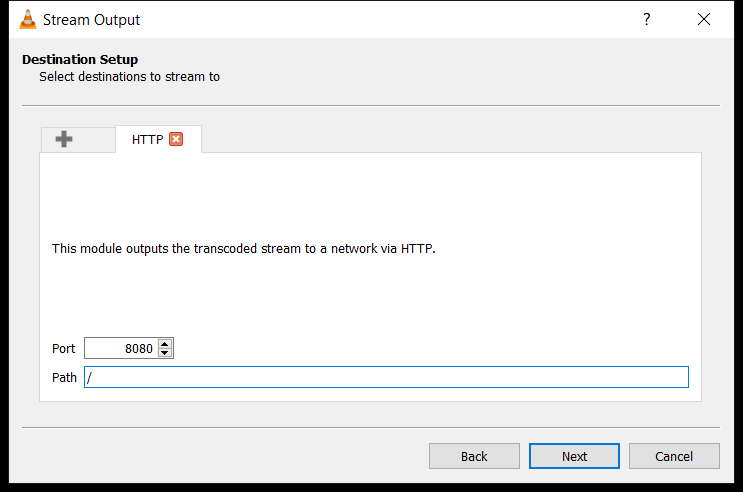 Stream Output
?
Destination Setup
Select destinations to stream to
HTTP
This module outputs the transcoded stream to a network via HTTP.
Port 8080
Path /
Back Next Cancel